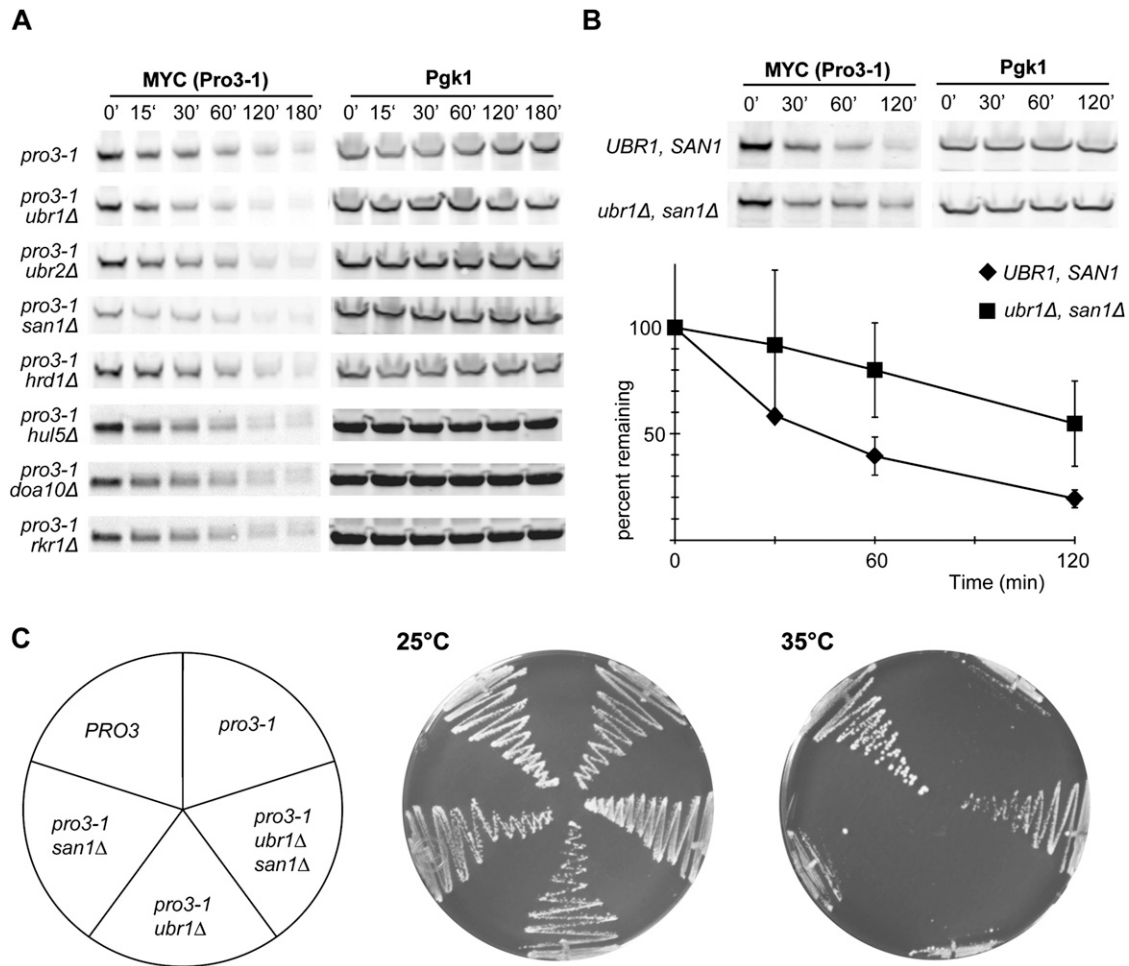 A
MYC (Pro3-1) Pgk1
0' 15' 30' 60' 120' 180' 0' 15' 30' 60' 120' 180'
pro3-1
pro3-1
ubr1Δ
pro3-1
ubr2Δ
pro3-1
san1Δ
pro3-1
hrd1Δ
pro3-1
hul5Δ
pro3-1
doa10Δ
pro3-1
rkr1Δ
B
MYC (Pro3-1) Pgk1
0' 30' 60' 120' 0' 30' 60' 120'
UBR1, SAN1
ubr1Δ, san1Δ
UBR1, SAN1
ubr1Δ, san1Δ
percent remaining
100
50
0 60 120
Time (min)
C
PRO3
pro3-1
pro3-1
san1Δ
pro3-1
ubr1Δ
san1Δ
pro3-1
ubr1Δ
25°C
35°C